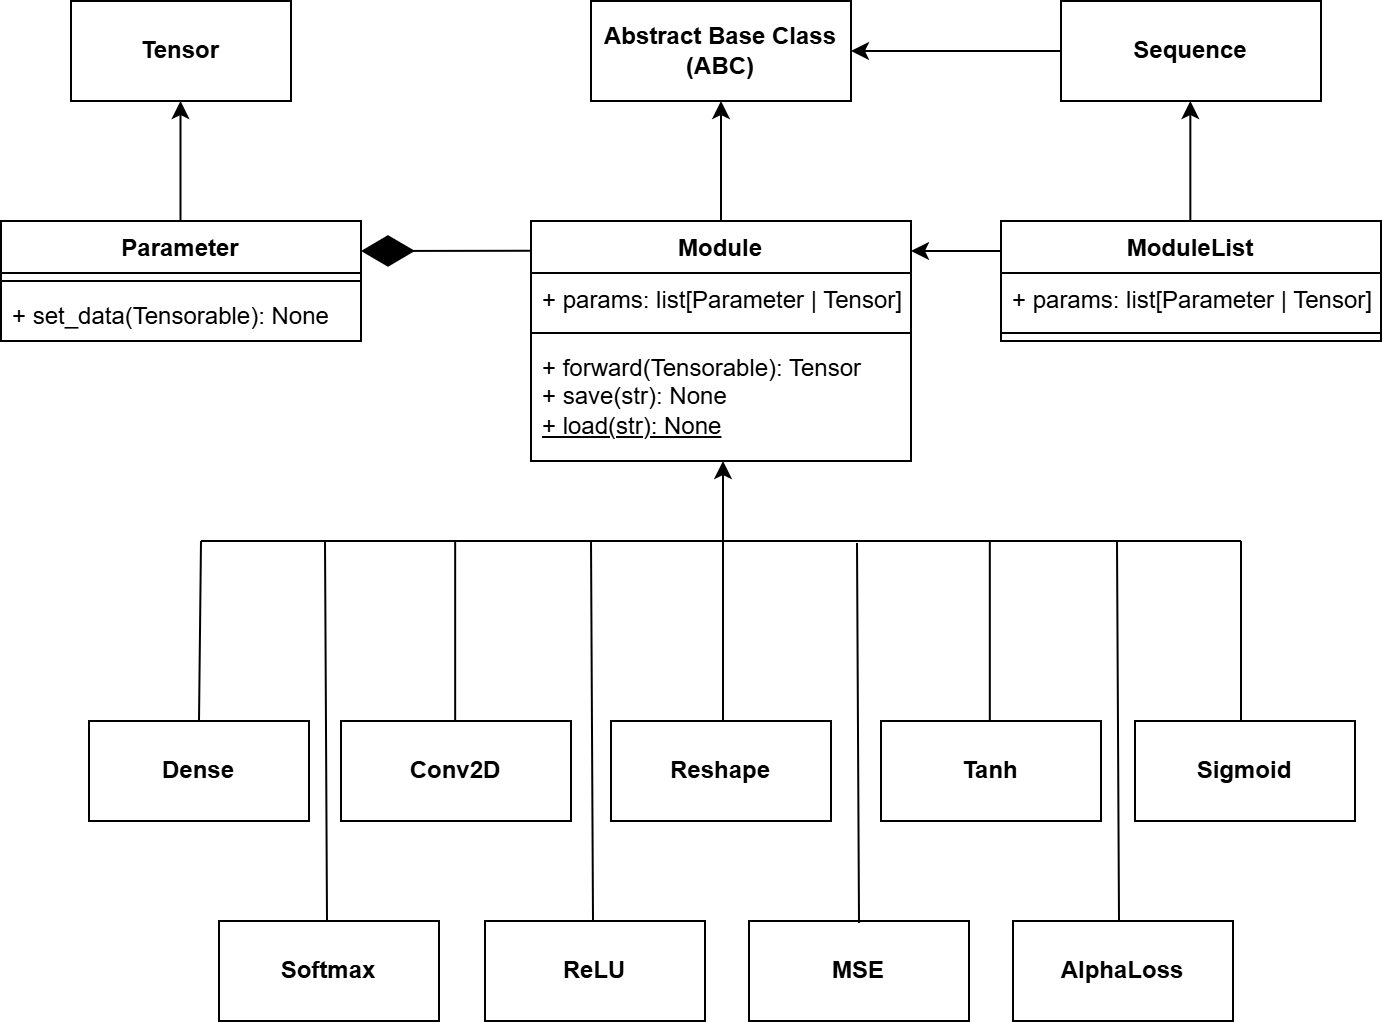 Tensor
Abstract Base Class
(ABC)
Sequence
Parameter
+ set_data(Tensorable): None
Module
+ params: list[Parameter | Tensor]
+ forward(Tensorable): Tensor
+ save(str): None
+ load(str): None
ModuleList
+ params: list[Parameter | Tensor]
Dense
Conv2D
Reshape
Tanh
Sigmoid
Softmax
ReLU
MSE
AlphaLoss